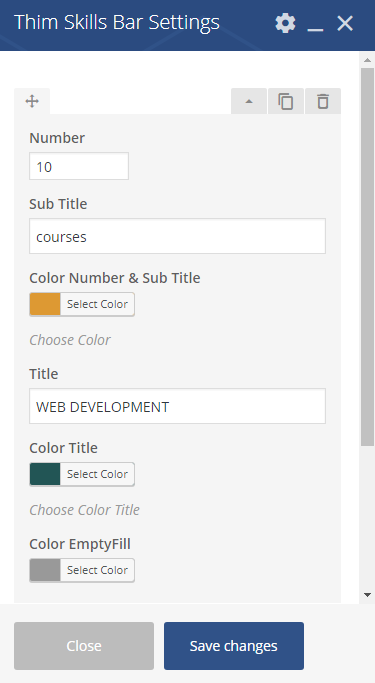 Thim Skills Bar Settings
Number
10
Sub Title
courses
Color Number & Sub Title
Select Color
Choose Color
Title
WEB DEVELOPMENT
Color Title
Select Color
Choose Color Title
Color EmptyFill
Select Color
Close
Save changes